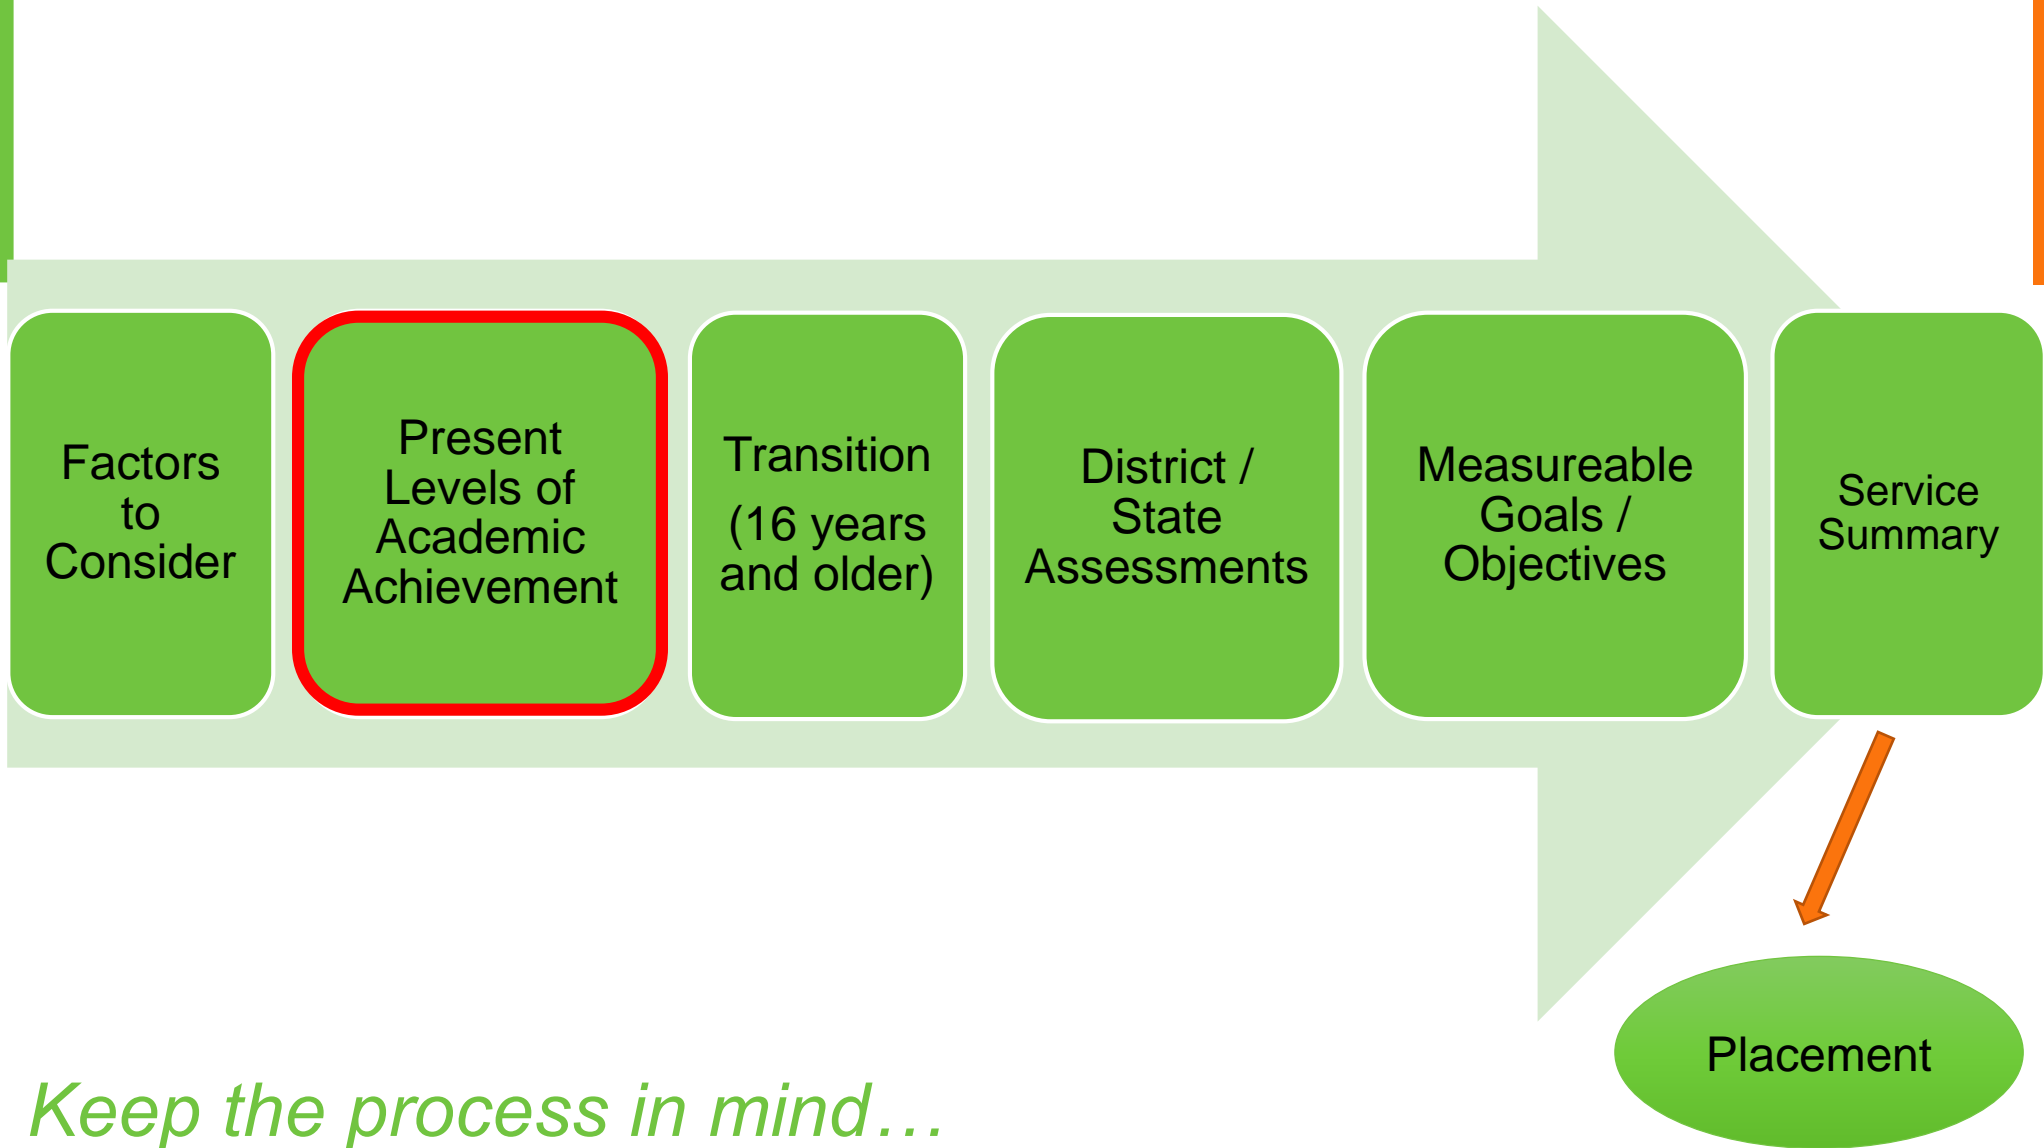 Factors
to
Consider
Present
Levels of
Academic
Achievement
Transition
(16 years
and older)
District /
State
Assessments
Measureable
Goals /
Objectives
Service
Summary
Placement
Keep the process in mind…